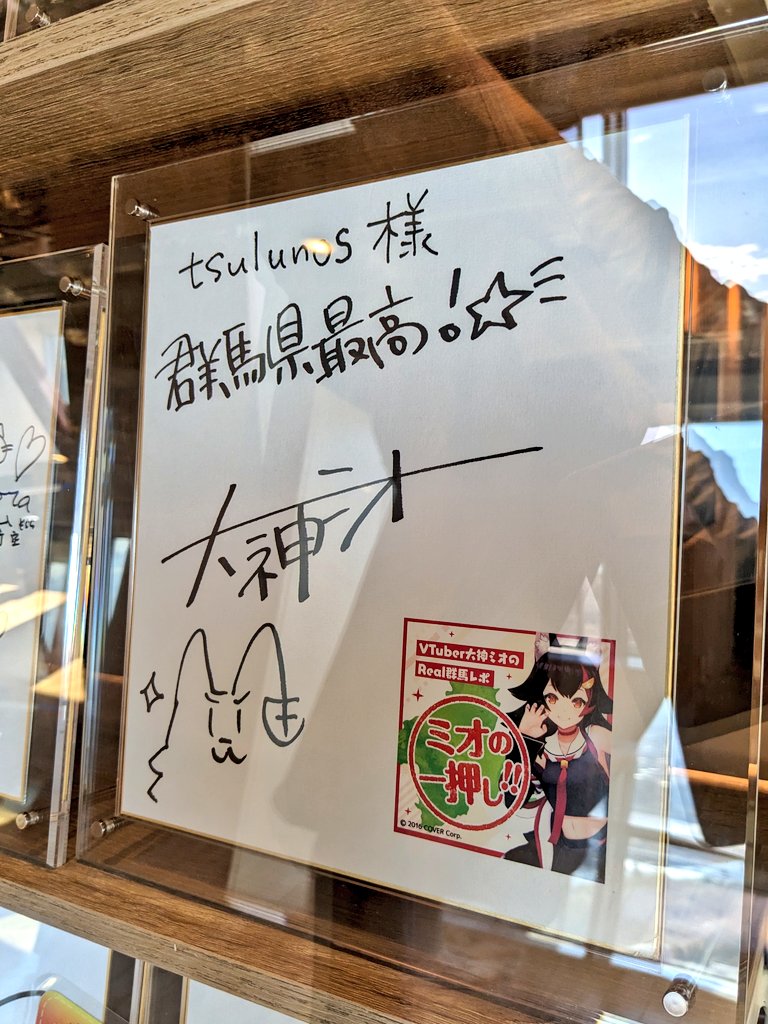 tsulunos 様
群馬県最高!☆
大神ミオ
VTuber大神ミオの
Real群馬レポ
ミオの
一押し!!
© 2016 COVER Corp.